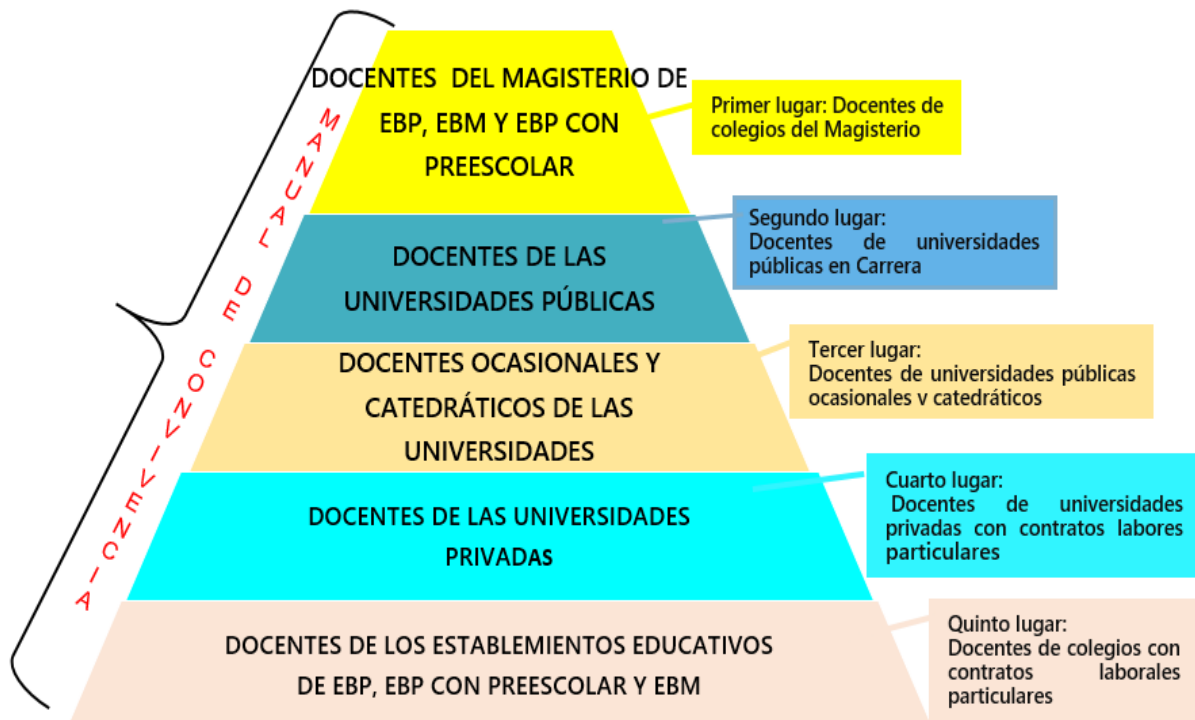 MANUAL DE CONVIVENCIA
DOCENTES DEL MAGISTERIO DE
EBP, EBM Y EBP CON
PREESCOLAR
Primer lugar: Docentes de
colegios del Magisterio
DOCENTES DE LAS
UNIVERSIDADES PÚBLICAS
Segundo lugar:
Docentes de universidades
públicas en Carrera
DOCENTES OCASIONALES Y
CATEDRÁTICOS DE LAS
UNIVERSIDADES
Tercer lugar:
Docentes de universidades públicas
ocasionales v catedráticos
DOCENTES DE LAS UNIVERSIDADES
PRIVADAS
Cuarto lugar:
Docentes de universidades
privadas con contratos labores
particulares
DOCENTES DE LOS ESTABLEMIENTOS EDUCATIVOS
DE EBP, EBP CON PREESCOLAR Y EBM
Quinto lugar:
Docentes de colegios con
contratos laborales
particulares